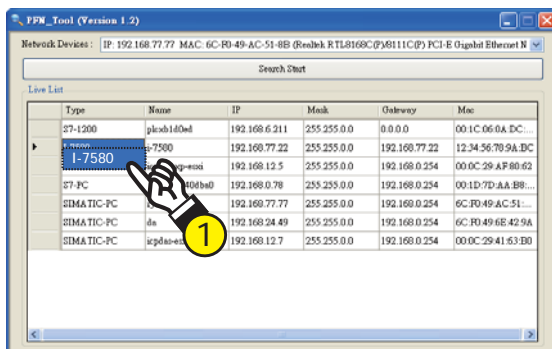 PFN_Tool (Version 1.2)
Network Devices : IP: 192.168.77.77 MAC: 6C-F0-49-AC-51-8B (Realtek RTL8168C(P)/8111C(P) PCI-E Gigabit Ethernet N
Search Start
Live List
Type Name IP Mask Gateway Mac
S7-1200 plcxb1d0ed 192.168.6.211 255.255.0.0 0.0.0.0 00:1C:06:0A:DC:...
I-7580 i-7580 192.168.77.22 255.255.0.0 192.168.77.22 12:34:56:78:9A:BC
I-7580
192.168.12.5 255.255.0.0 192.168.0.254 00:0C:29:AF:80:62
S7-PC 40dba0 192.168.0.78 255.255.0.0 192.168.0.254 00:1D:7D:AA:B8:...
SIMATIC-PC 192.168.77.77 255.255.0.0 192.168.0.254 6C:F0:49:AC:51:...
SIMATIC-PC da 192.168.24.49 255.255.0.0 192.168.0.254 6C:F0:49:6E:42:9A
SIMATIC-PC icpdas-e 192.168.12.7 255.255.0.0 192.168.0.254 00:0C:29:41:63:B0
1